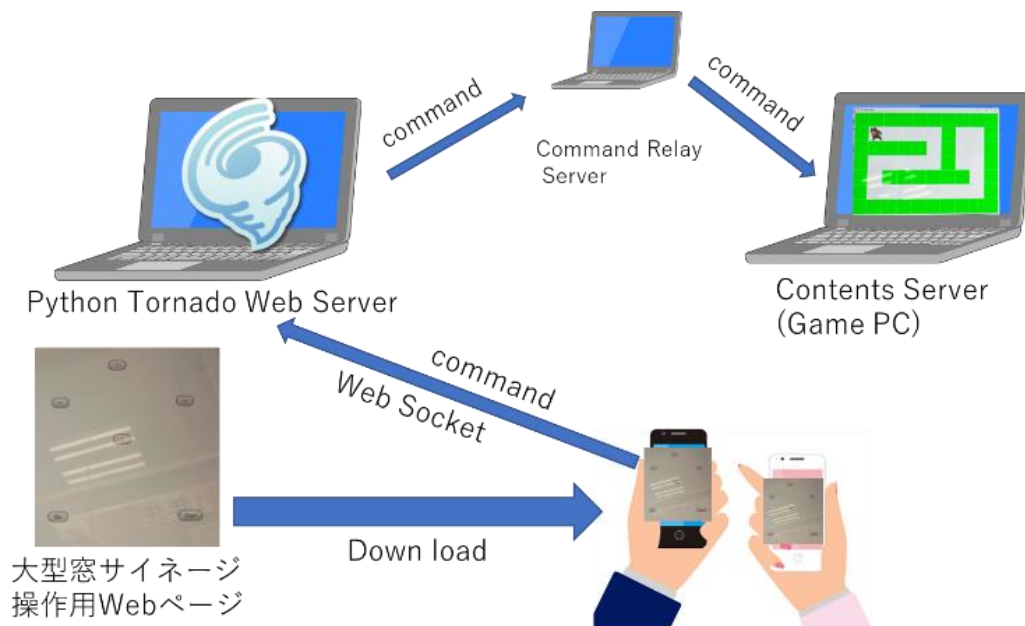 command
command
Command Relay
Server
Python Tornado Web Server
Contents Server
(Game PC)
command
Web Socket
Down load
大型窓サイネージ
操作用Webページ